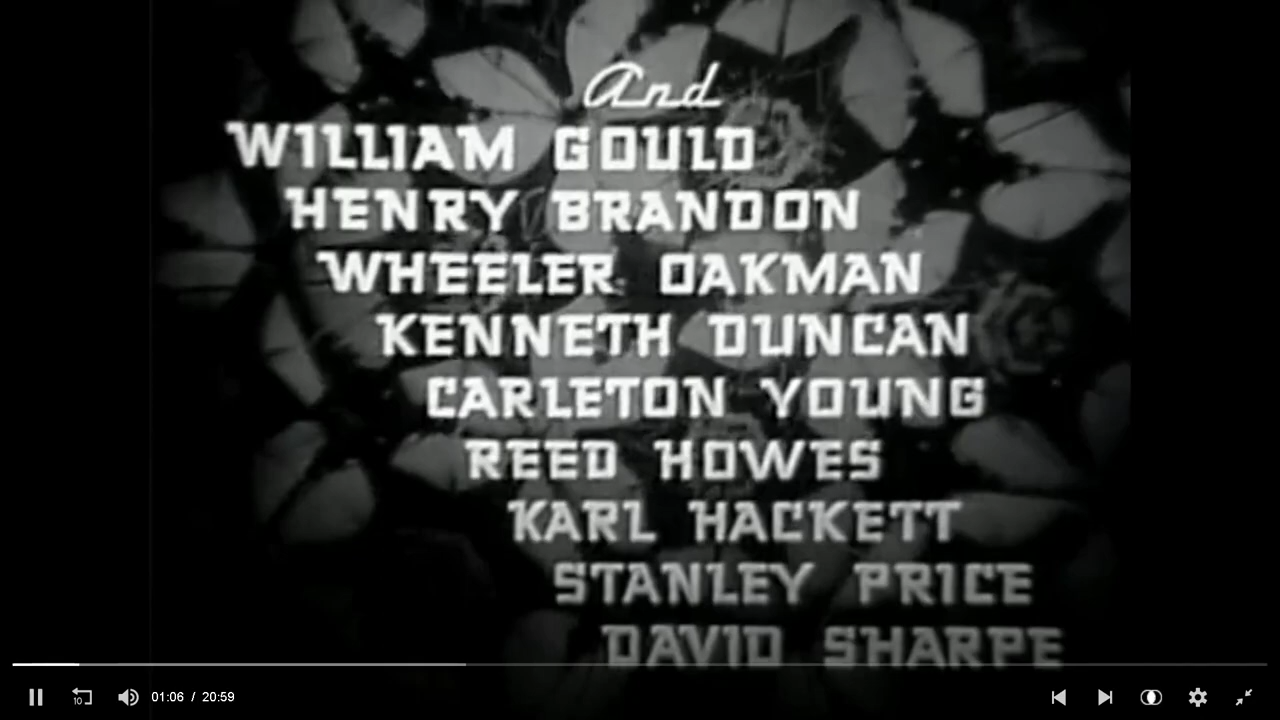 And
WILLIAM GOULD
HENRY BRANDON
WHEELER OAKMAN
KENNETH DUNCAN
CARLETON YOUNG
REED HOWES
KARL HACKETT
STANLEY PRICE
DAVID SHARPE
10
01:06 / 20:59